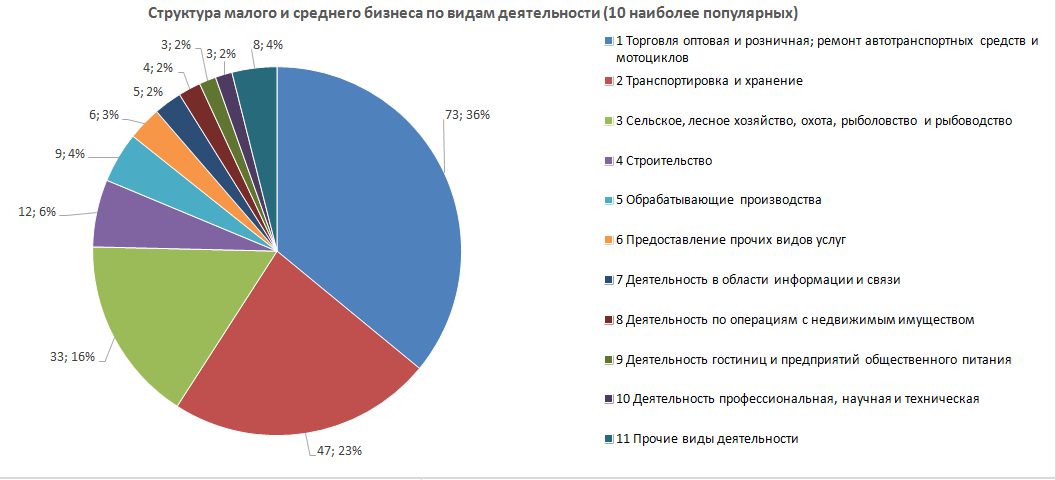 Структура малого и среднего бизнеса по видам деятельности (10 наиболее популярных)
3; 2%
3; 2%
8; 4%
4; 2%
5; 2%
6; 3%
73; 36%
9; 4%
12; 6%
33; 16%
47; 23%
1 Торговля оптовая и розничная; ремонт автотранспортных средств и
мотоциклов
2 Транспортировка и хранение
3 Сельское, лесное хозяйство, охота, рыболовство и рыбоводство
4 Строительство
5 Обрабатывающие производства
6 Предоставление прочих видов услуг
7 Деятельность в области информации и связи
8 Деятельность по операциям с недвижимым имуществом
9 Деятельность гостиниц и предприятий общественного питания
10 Деятельность профессиональная, научная и техническая
11 Прочие виды деятельности